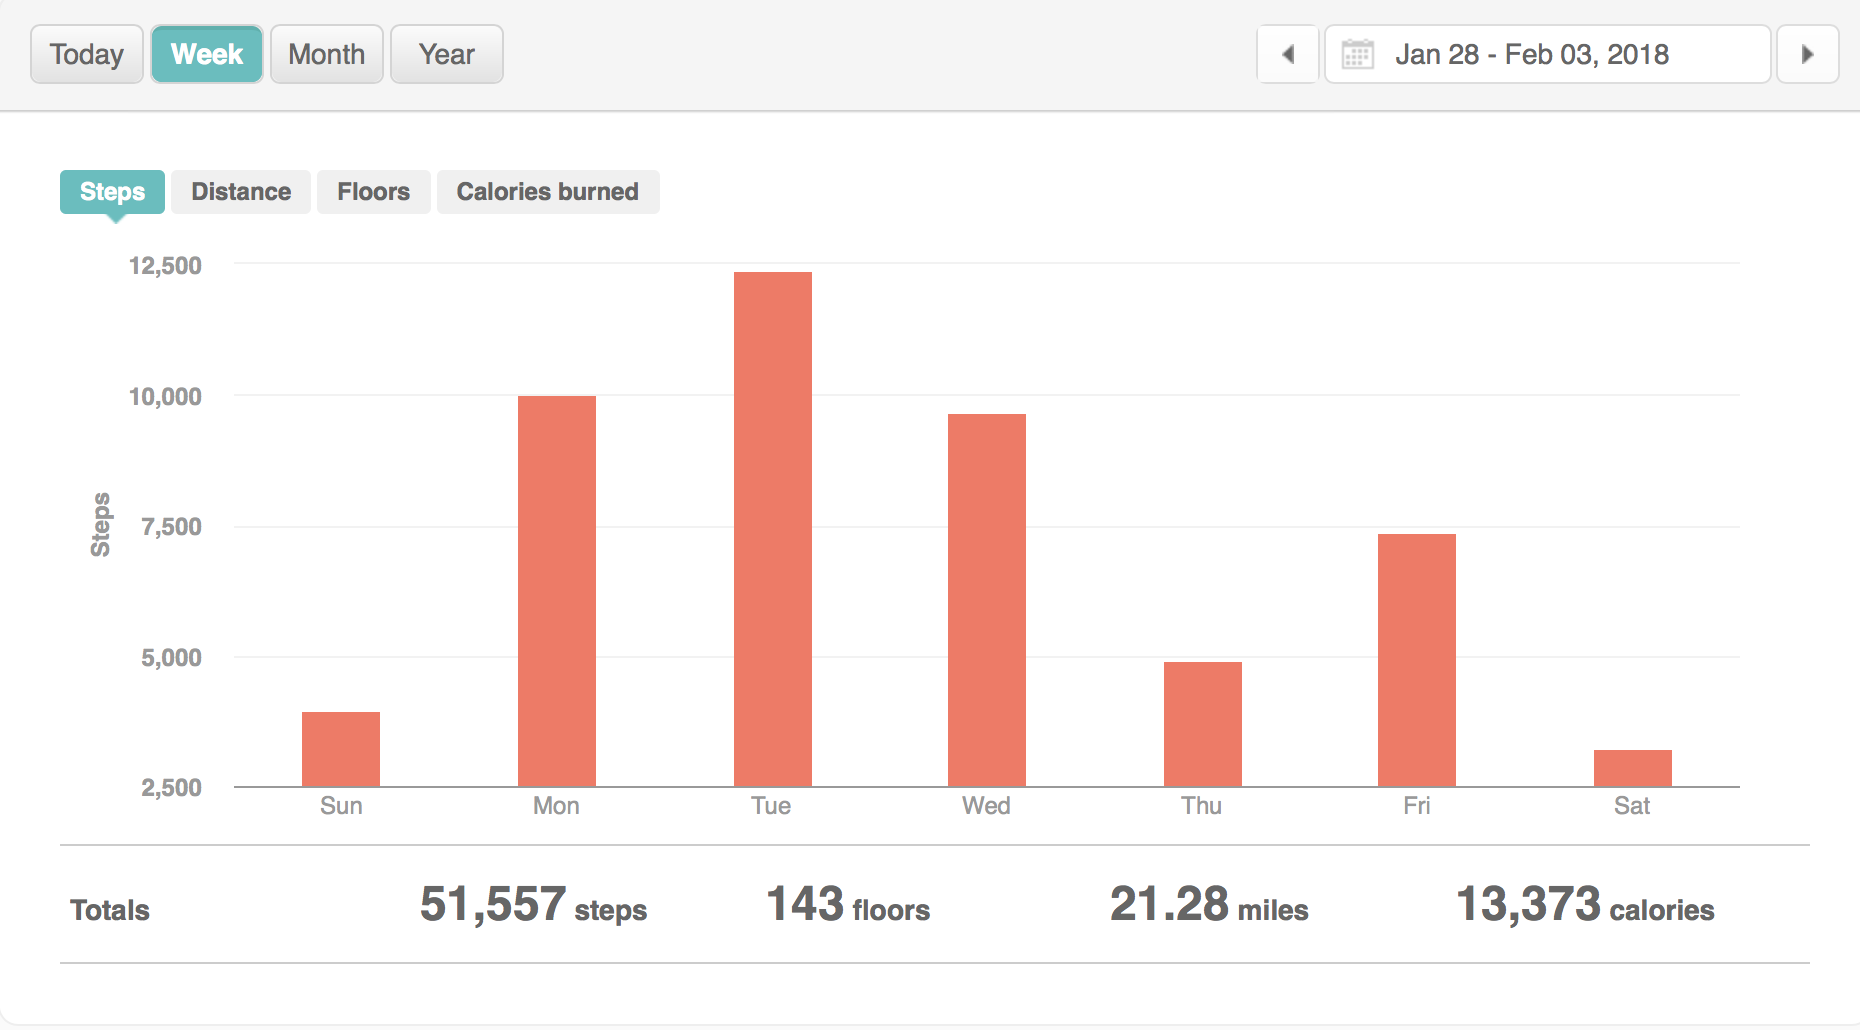 Today Week Month Year Jan 28 - Feb 03, 2018
Steps Distance Floors Calories burned
12,500
10,000
7,500
5,000
2,500
Steps
Sun Mon Tue Wed Thu Fri Sat
Totals 51,557 steps 143 floors 21.28 miles 13,373 calories